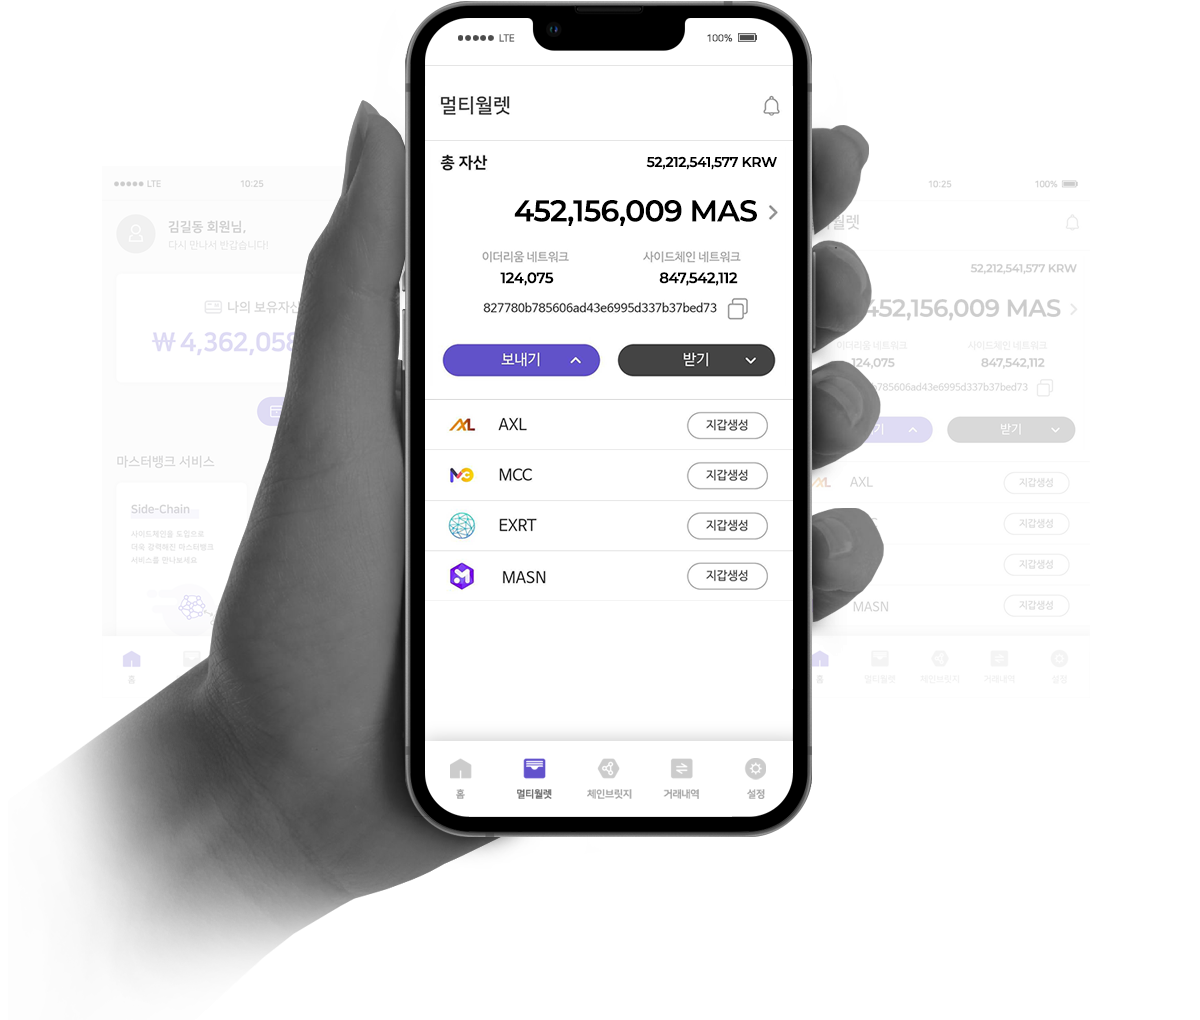 LTE
100%
멀티월렛
총 자산
52,212,541,577 KRW
452,156,009 MAS
이더리움 네트워크
사이드체인 네트워크
124,075
847,542,112
827780b785606ad43e6995d337b37bed73
보내기
받기
AXL
지갑생성
MCC
지갑생성
EXRT
지갑생성
MASN
지갑생성
홈
멀티월렛
체인브릿지
거래내역
설정
LTE
10:25
김길동 회원님,
다시 만나서 반갑습니다!
나의 보유자산
₩ 4,362,058
마스터뱅크 서비스
Side-Chain
사이드체인을 도입으로
더욱 강력해진 마스터뱅크
서비스를 만나보세요
홈
10:25
100%
월렛
52,212,541,577 KRW
452,156,009 MAS
이더리움 네트워크
사이드체인 네트워크
124,075
847,542,112
785606ad43e6995d337b37bed73
기
받기
AXL
지갑생성
지갑생성
지갑생성
MASN
지갑생성
홈
멀티월렛
체인브릿지
거래내역
설정